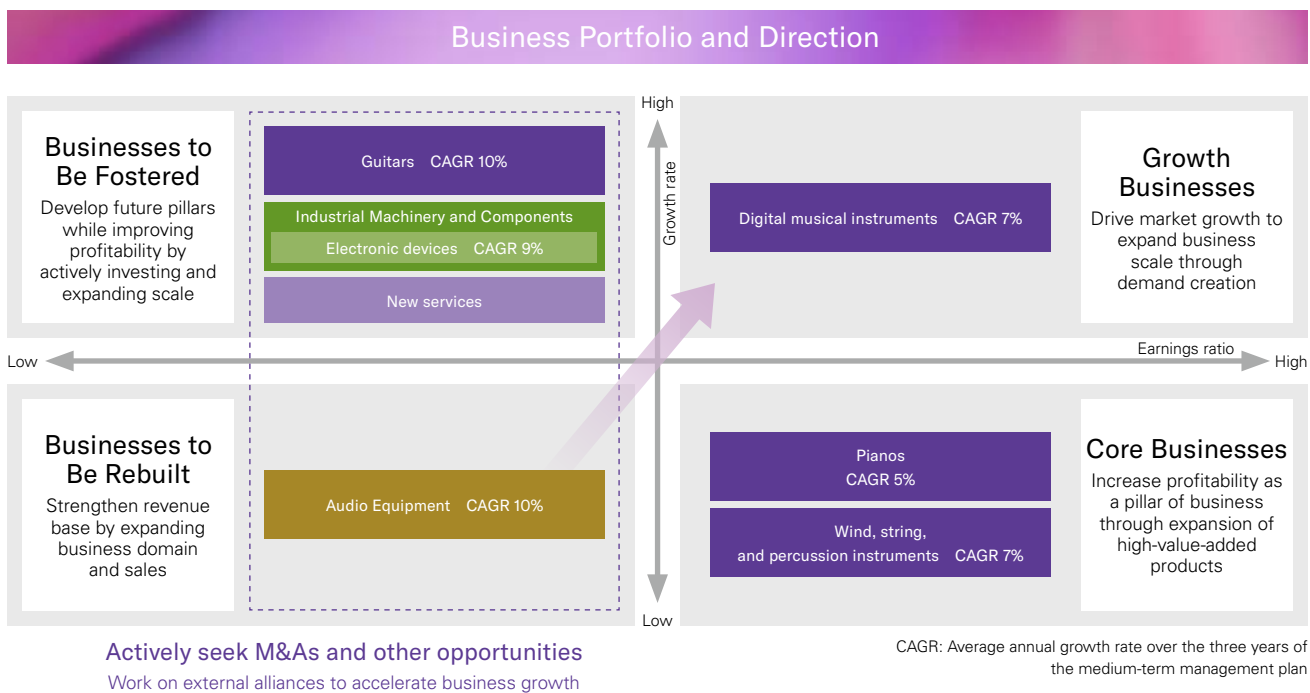 Business Portfolio and Direction
Businesses to
Be Fostered
Develop future pillars
while improving
profitability by
actively investing and
expanding scale
Guitars CAGR 10%
Industrial Machinery and Components
Electronic devices CAGR 9%
New services
High
Growth rate
Digital musical instruments CAGR 7%
Growth
Businesses
Drive market growth to
expand business
scale through
demand creation
Low
Earnings ratio
High
Businesses to
Be Rebuilt
Strengthen revenue
base by expanding
business domain
and sales
Audio Equipment CAGR 10%
Pianos
CAGR 5%
Wind, string,
and percussion instruments CAGR 7%
Core Businesses
Increase profitability as
a pillar of business
through expansion of
high-value-added
products
Low
Actively seek M&As and other opportunities
Work on external alliances to accelerate business growth
CAGR: Average annual growth rate over the three years of
the medium-term management plan